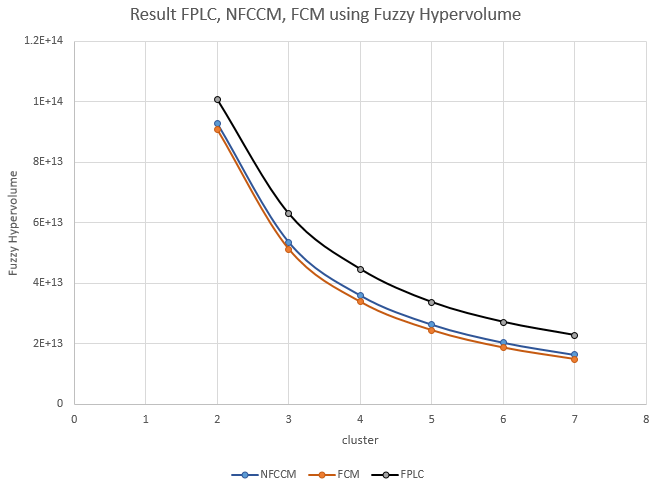 Result FPLC, NFCCM, FCM using Fuzzy Hypervolume
1.2E+14
1E+14
8E+13
6E+13
4E+13
2E+13
0
Fuzzy Hypervolume
0 1 2 3 4 5 6 7 8
cluster
NFCCM FCM FPLC